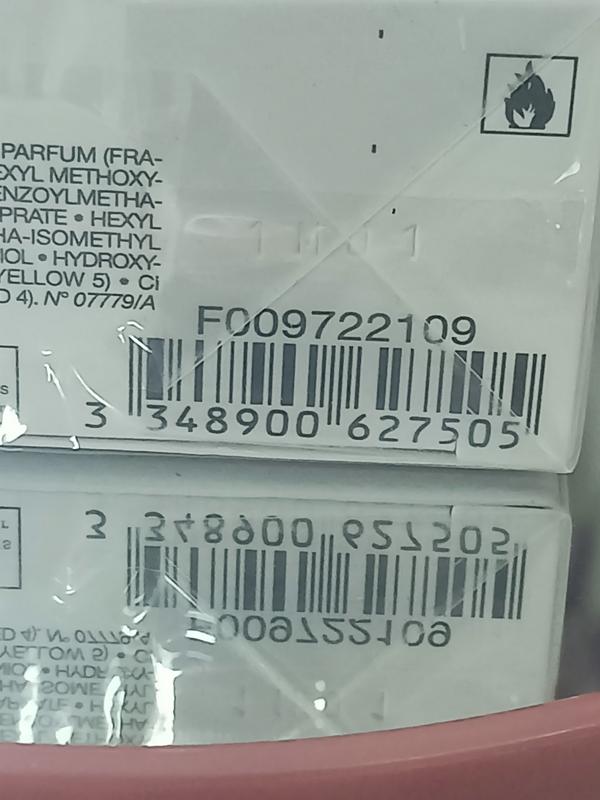 PARFUM (FRA-
EXYL METHOXY-
ENZOYLMETHA-
PRATE • HEXYL
HA-ISOMETHYL
IOL • HYDROXY-
YELLOW 5) • CI
D 4). N° 07779/A
F009722109
3 348900 627505